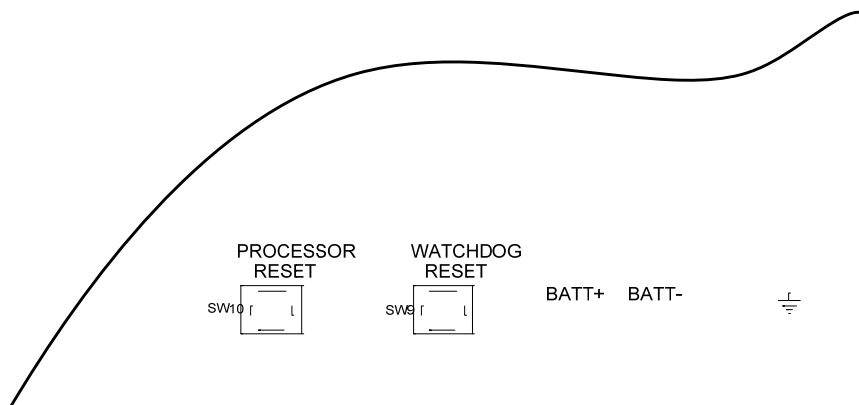 PROCESSOR
RESET
WATCHDOG
RESET
SW10
SW9
BATT+ BATT-